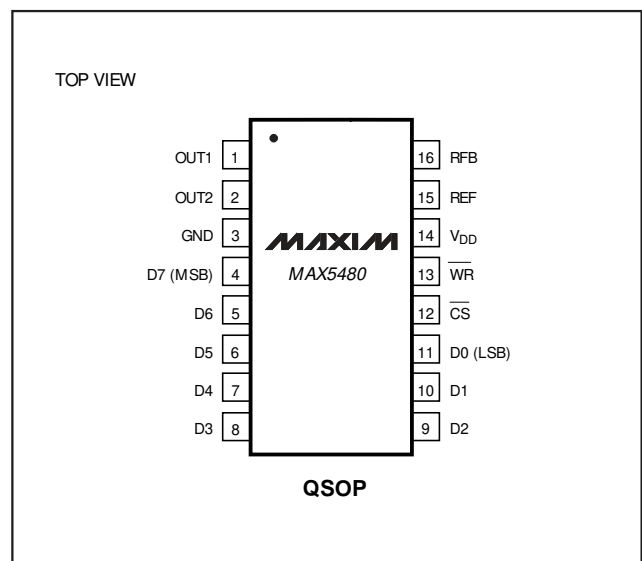 TOP VIEW
OUT1 1 16 RFB
OUT2 2 15 REF
GND 3 14 VDD
D7 (MSB) 4 13 WR
D6 5 12 CS
D5 6 11 D0 (LSB)
D4 7 10 D1
D3 8 9 D2
MAXIM
MAX5480
QSOP